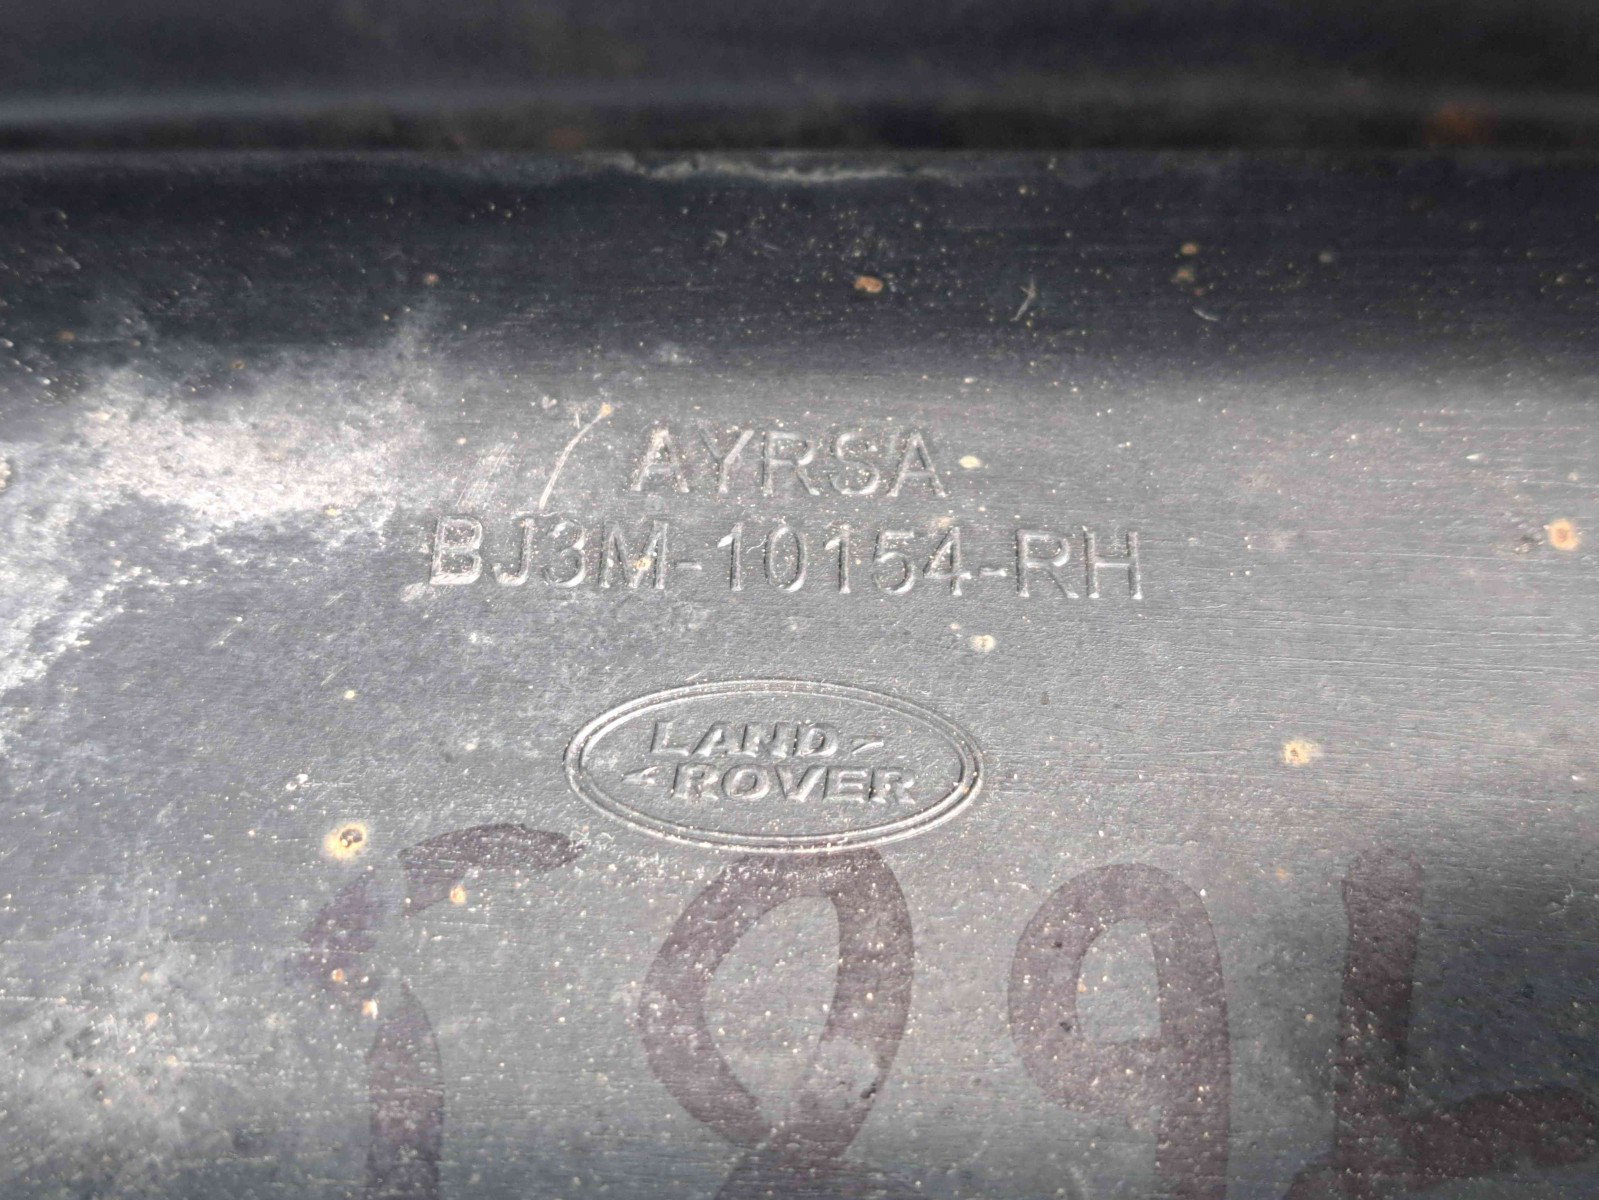 AYRSA
BJ3M-10154-RH
LAND-
-ROVER